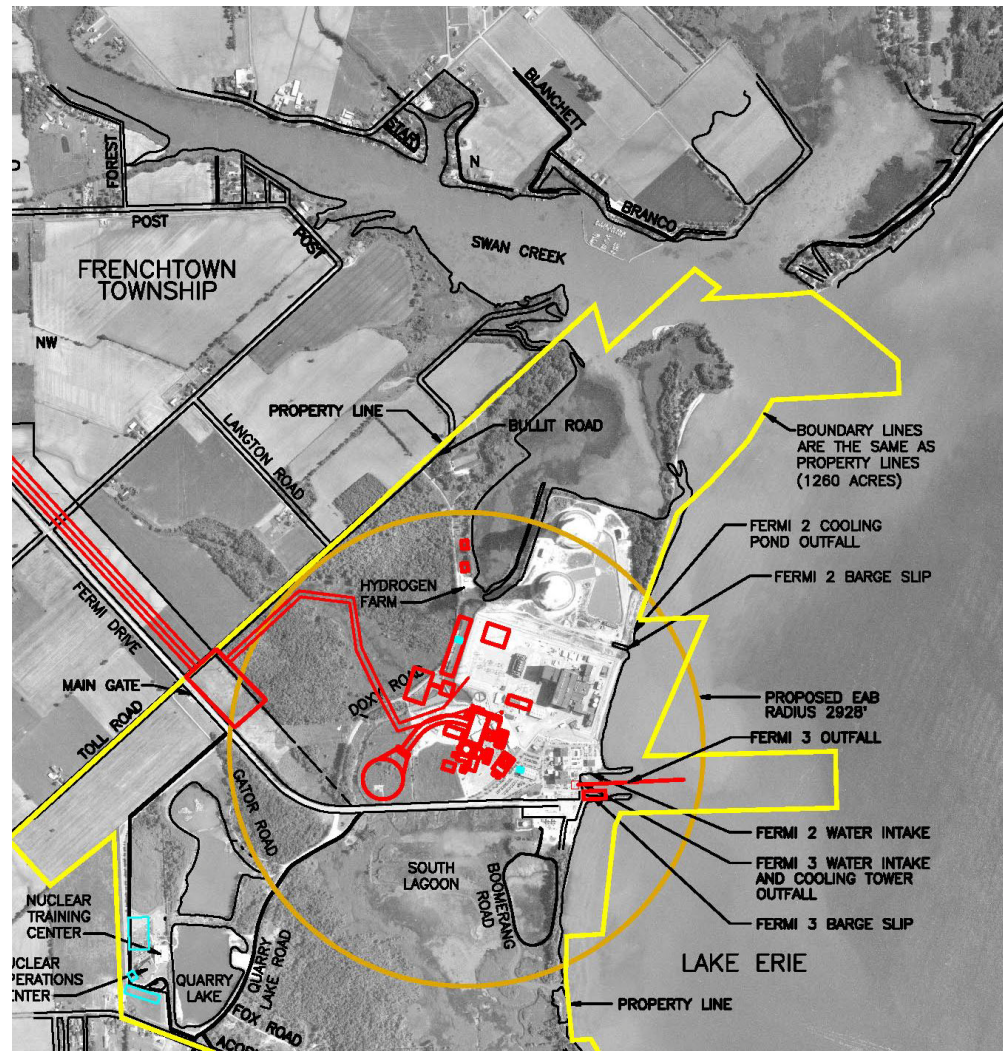 BLANCHETT
STAR
N
FOREST
BRANCO
POST
POST
SWAN CREEK
FRENCHTOWN
TOWNSHIP
NW
PROPERTY LINE
BULLIT ROAD
LANGTON ROAD
BOUNDARY LINES
ARE THE SAME AS
PROPERTY LINES
(1260 ACRES)
FERMI 2 COOLING
POND OUTFALL
HYDROGEN
FARM
FERMI 2 BARGE SLIP
FERMI DRIVE
MAIN GATE
DOXY ROAD
PROPOSED EAB
RADIUS 2928'
TOLL ROAD
FERMI 3 OUTFALL
GATOR ROAD
FERMI 2 WATER INTAKE
SOUTH
LAGOON
BOOMERANG
ROAD
FERMI 3 WATER INTAKE
AND COOLING TOWER
OUTFALL
NUCLEAR
TRAINING
CENTER
FERMI 3 BARGE SLIP
QUARRY
LAKE ROAD
LAKE ERIE
QUARRY
LAKE
FOX ROAD
PROPERTY LINE